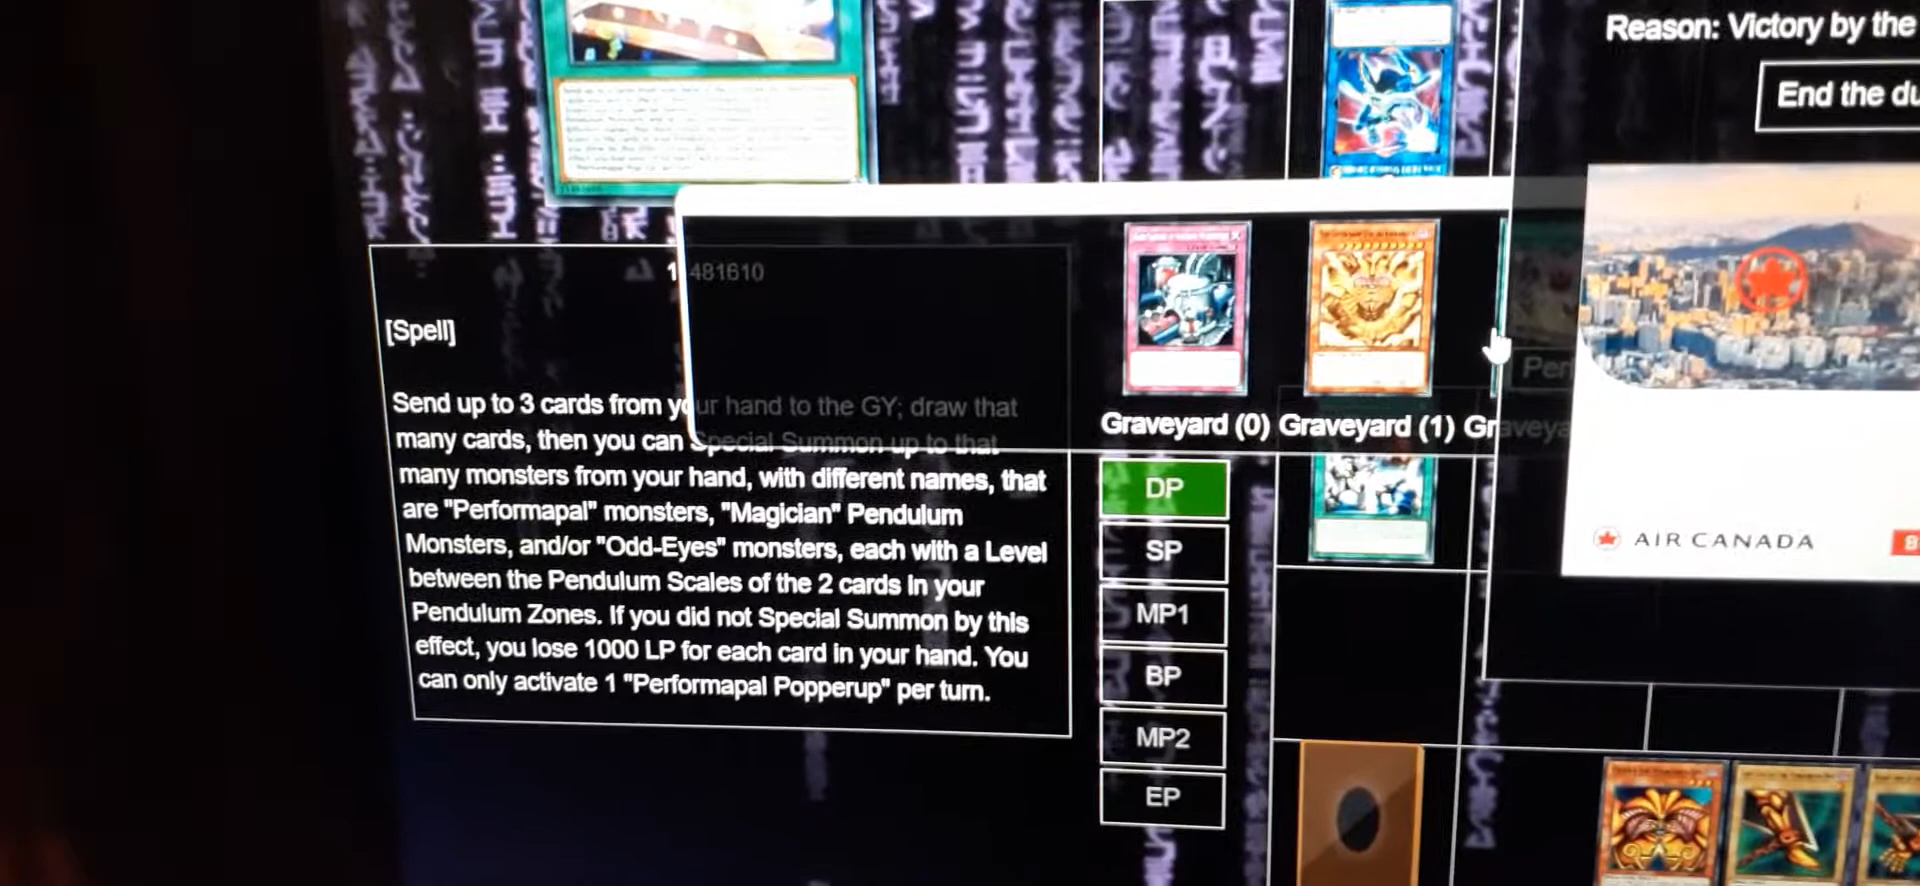 Reason: Victory by the
End the du
1481610
[Spell]
Send up to 3 cards from your hand to the GY; draw that
many cards, then you can Special Summon up to that
many monsters from your hand, with different names, that
are "Performapal" monsters, "Magician" Pendulum
Monsters, and/or "Odd-Eyes" monsters, each with a Level
between the Pendulum Scales of the 2 cards in your
Pendulum Zones. If you did not Special Summon by this
effect, you lose 1000 LP for each card in your hand. You
can only activate 1 "Performapal Popperup" per turn.
Graveyard (0) Graveyard (1) Graveya
Pen
DP
SP
MP1
BP
MP2
EP
AIR CANADA